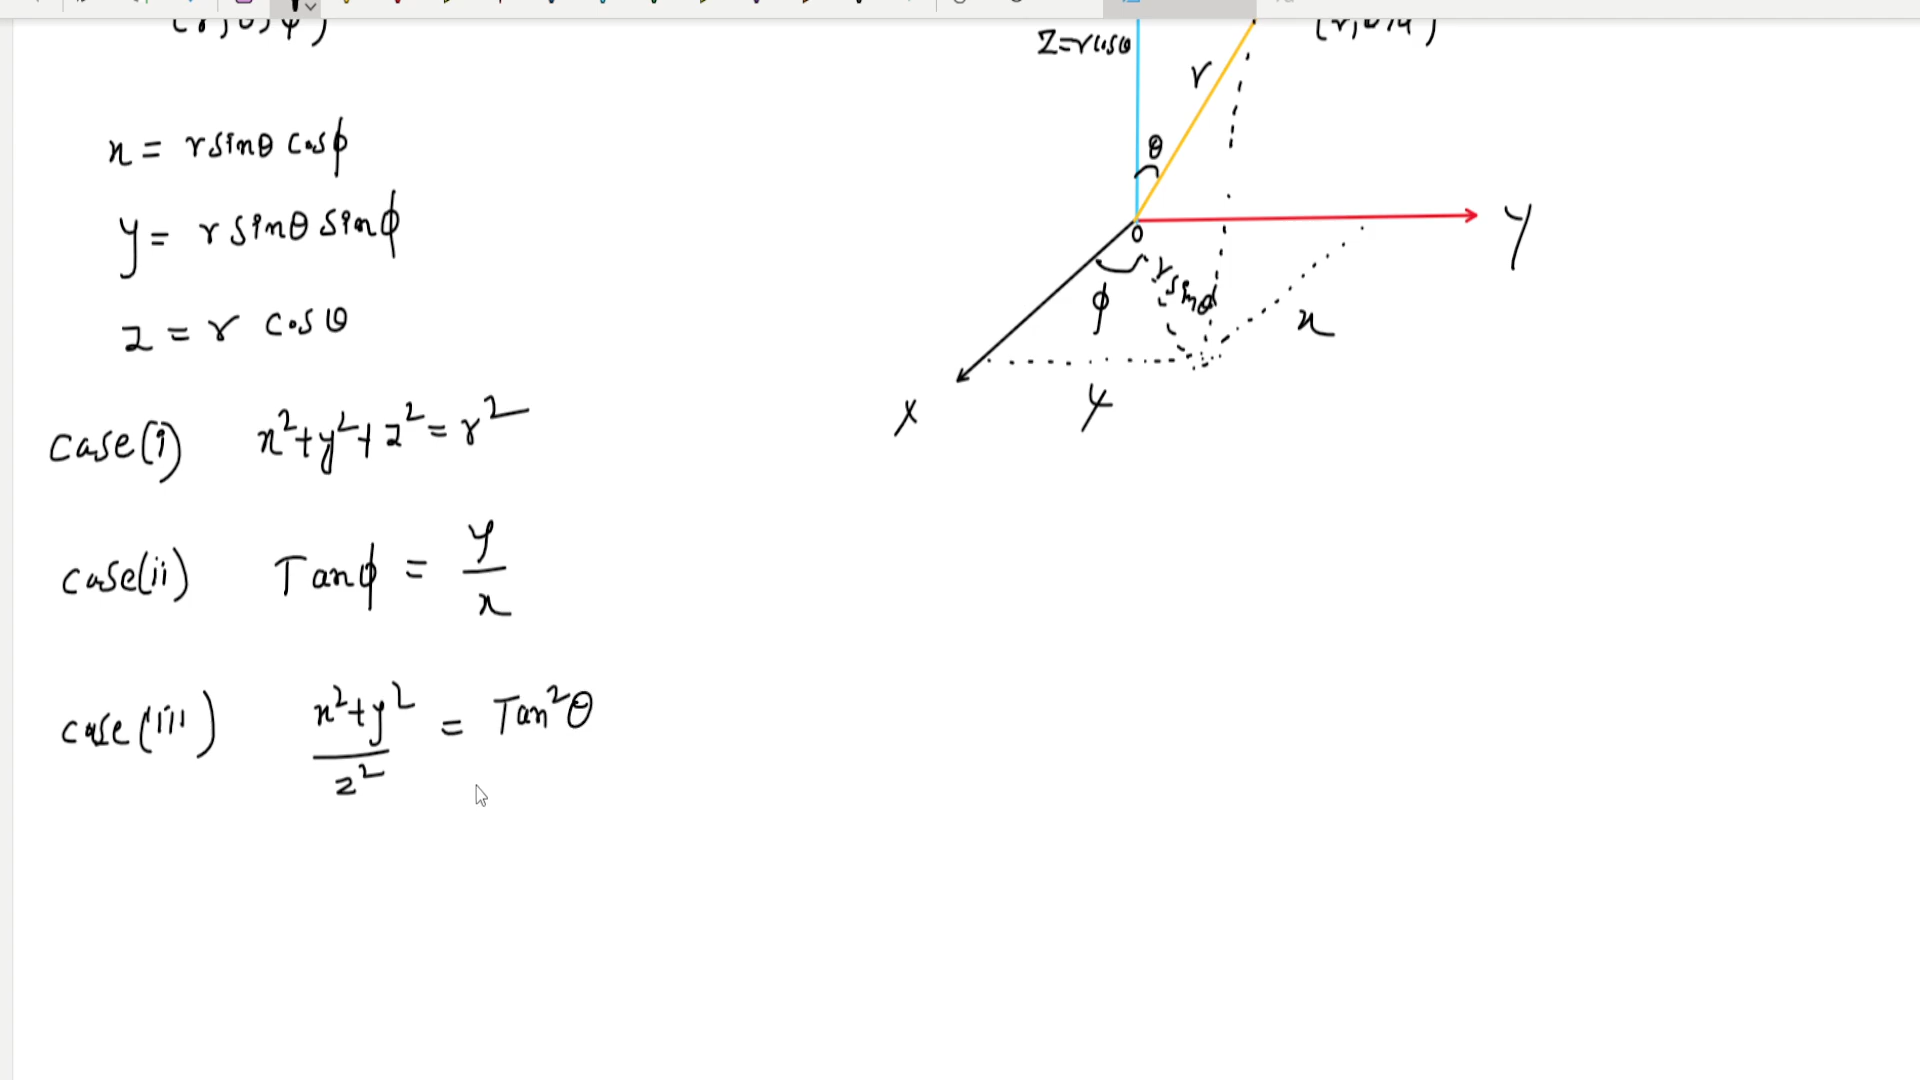 (r, θ, φ)
x = r sinθ cosφ
y = r sinθ sinφ
z = r cosθ
case(i) x²+y²+z² = r²
case(ii) Tanφ = y/x
case(iii) (x²+y²)/z² = Tan²θ
Z=rcosθ
r
θ
O
Y
r sinθ
φ
x
y
X